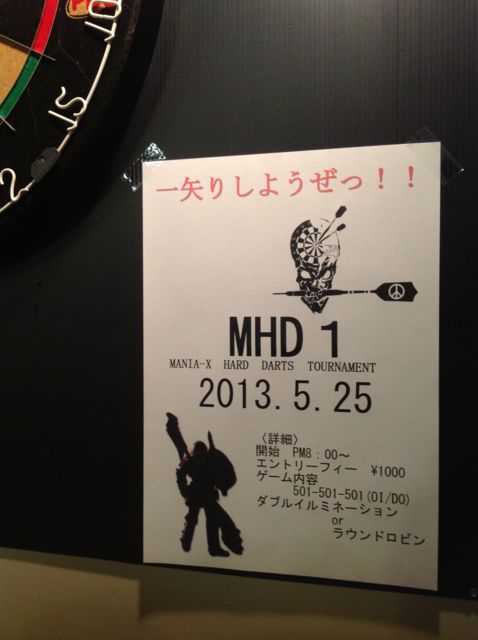 10
15
2
一矢りしようぜっ！！
MHD 1
MANIA-X HARD DARTS TOURNAMENT
2013.5.25
〈詳細〉
開始 PM8：00～
エントリーフィー ¥1000
ゲーム内容
501-501-501(OI/DO)
ダブルイルミネーション
or
ラウンドロビン